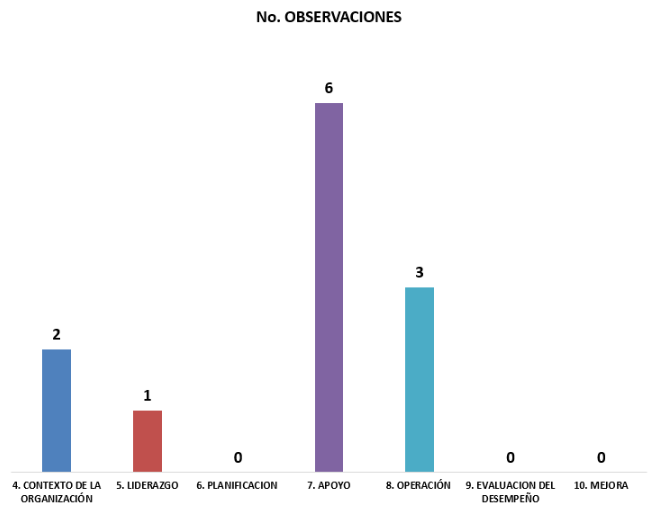 No. OBSERVACIONES
6
3
2
1
0
0
0
4. CONTEXTO DE LA
ORGANIZACIÓN
5. LIDERAZGO
6. PLANIFICACION
7. APOYO
8. OPERACIÓN
9. EVALUACION DEL
DESEMPEÑO
10. MEJORA